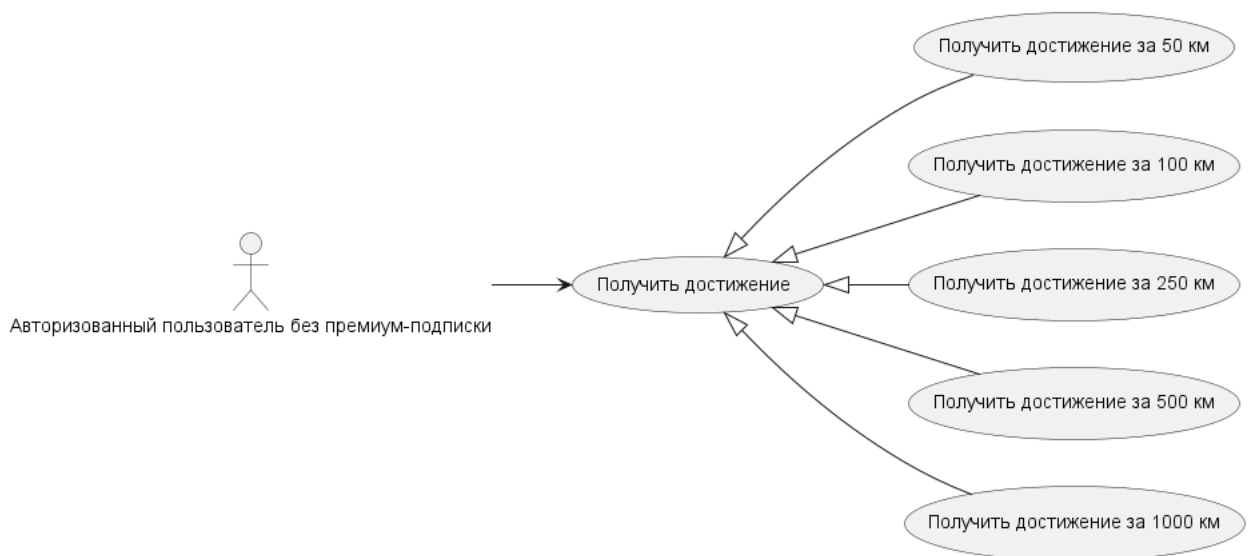 Получить достижение за 50 км
Получить достижение за 100 км
Получить достижение
Получить достижение за 250 км
Авторизованный пользователь без премиум-подписки
Получить достижение за 500 км
Получить достижение за 1000 км